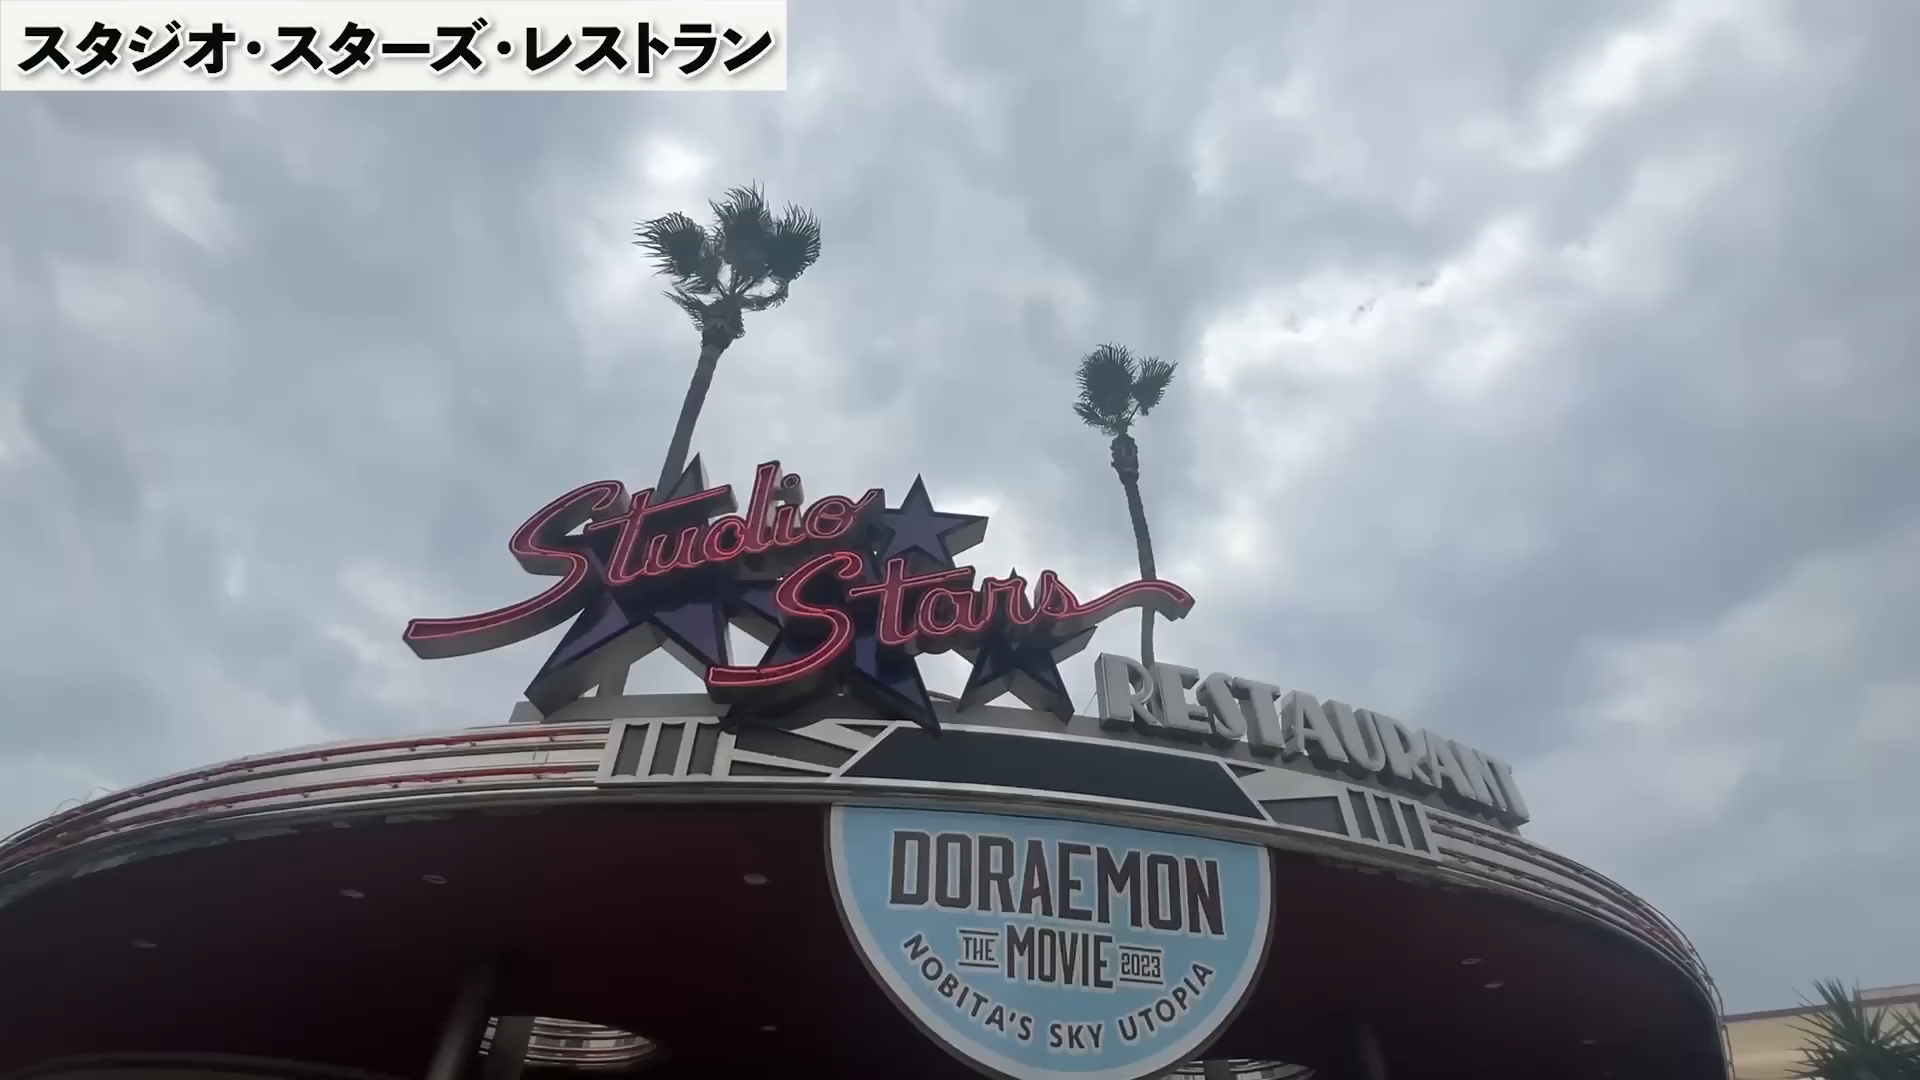 スタジオ・スターズ・レストラン
Studio
Stars
RESTAURANT
DORAEMON
THE MOVIE 2023
NOBITA'S SKY UTOPIA